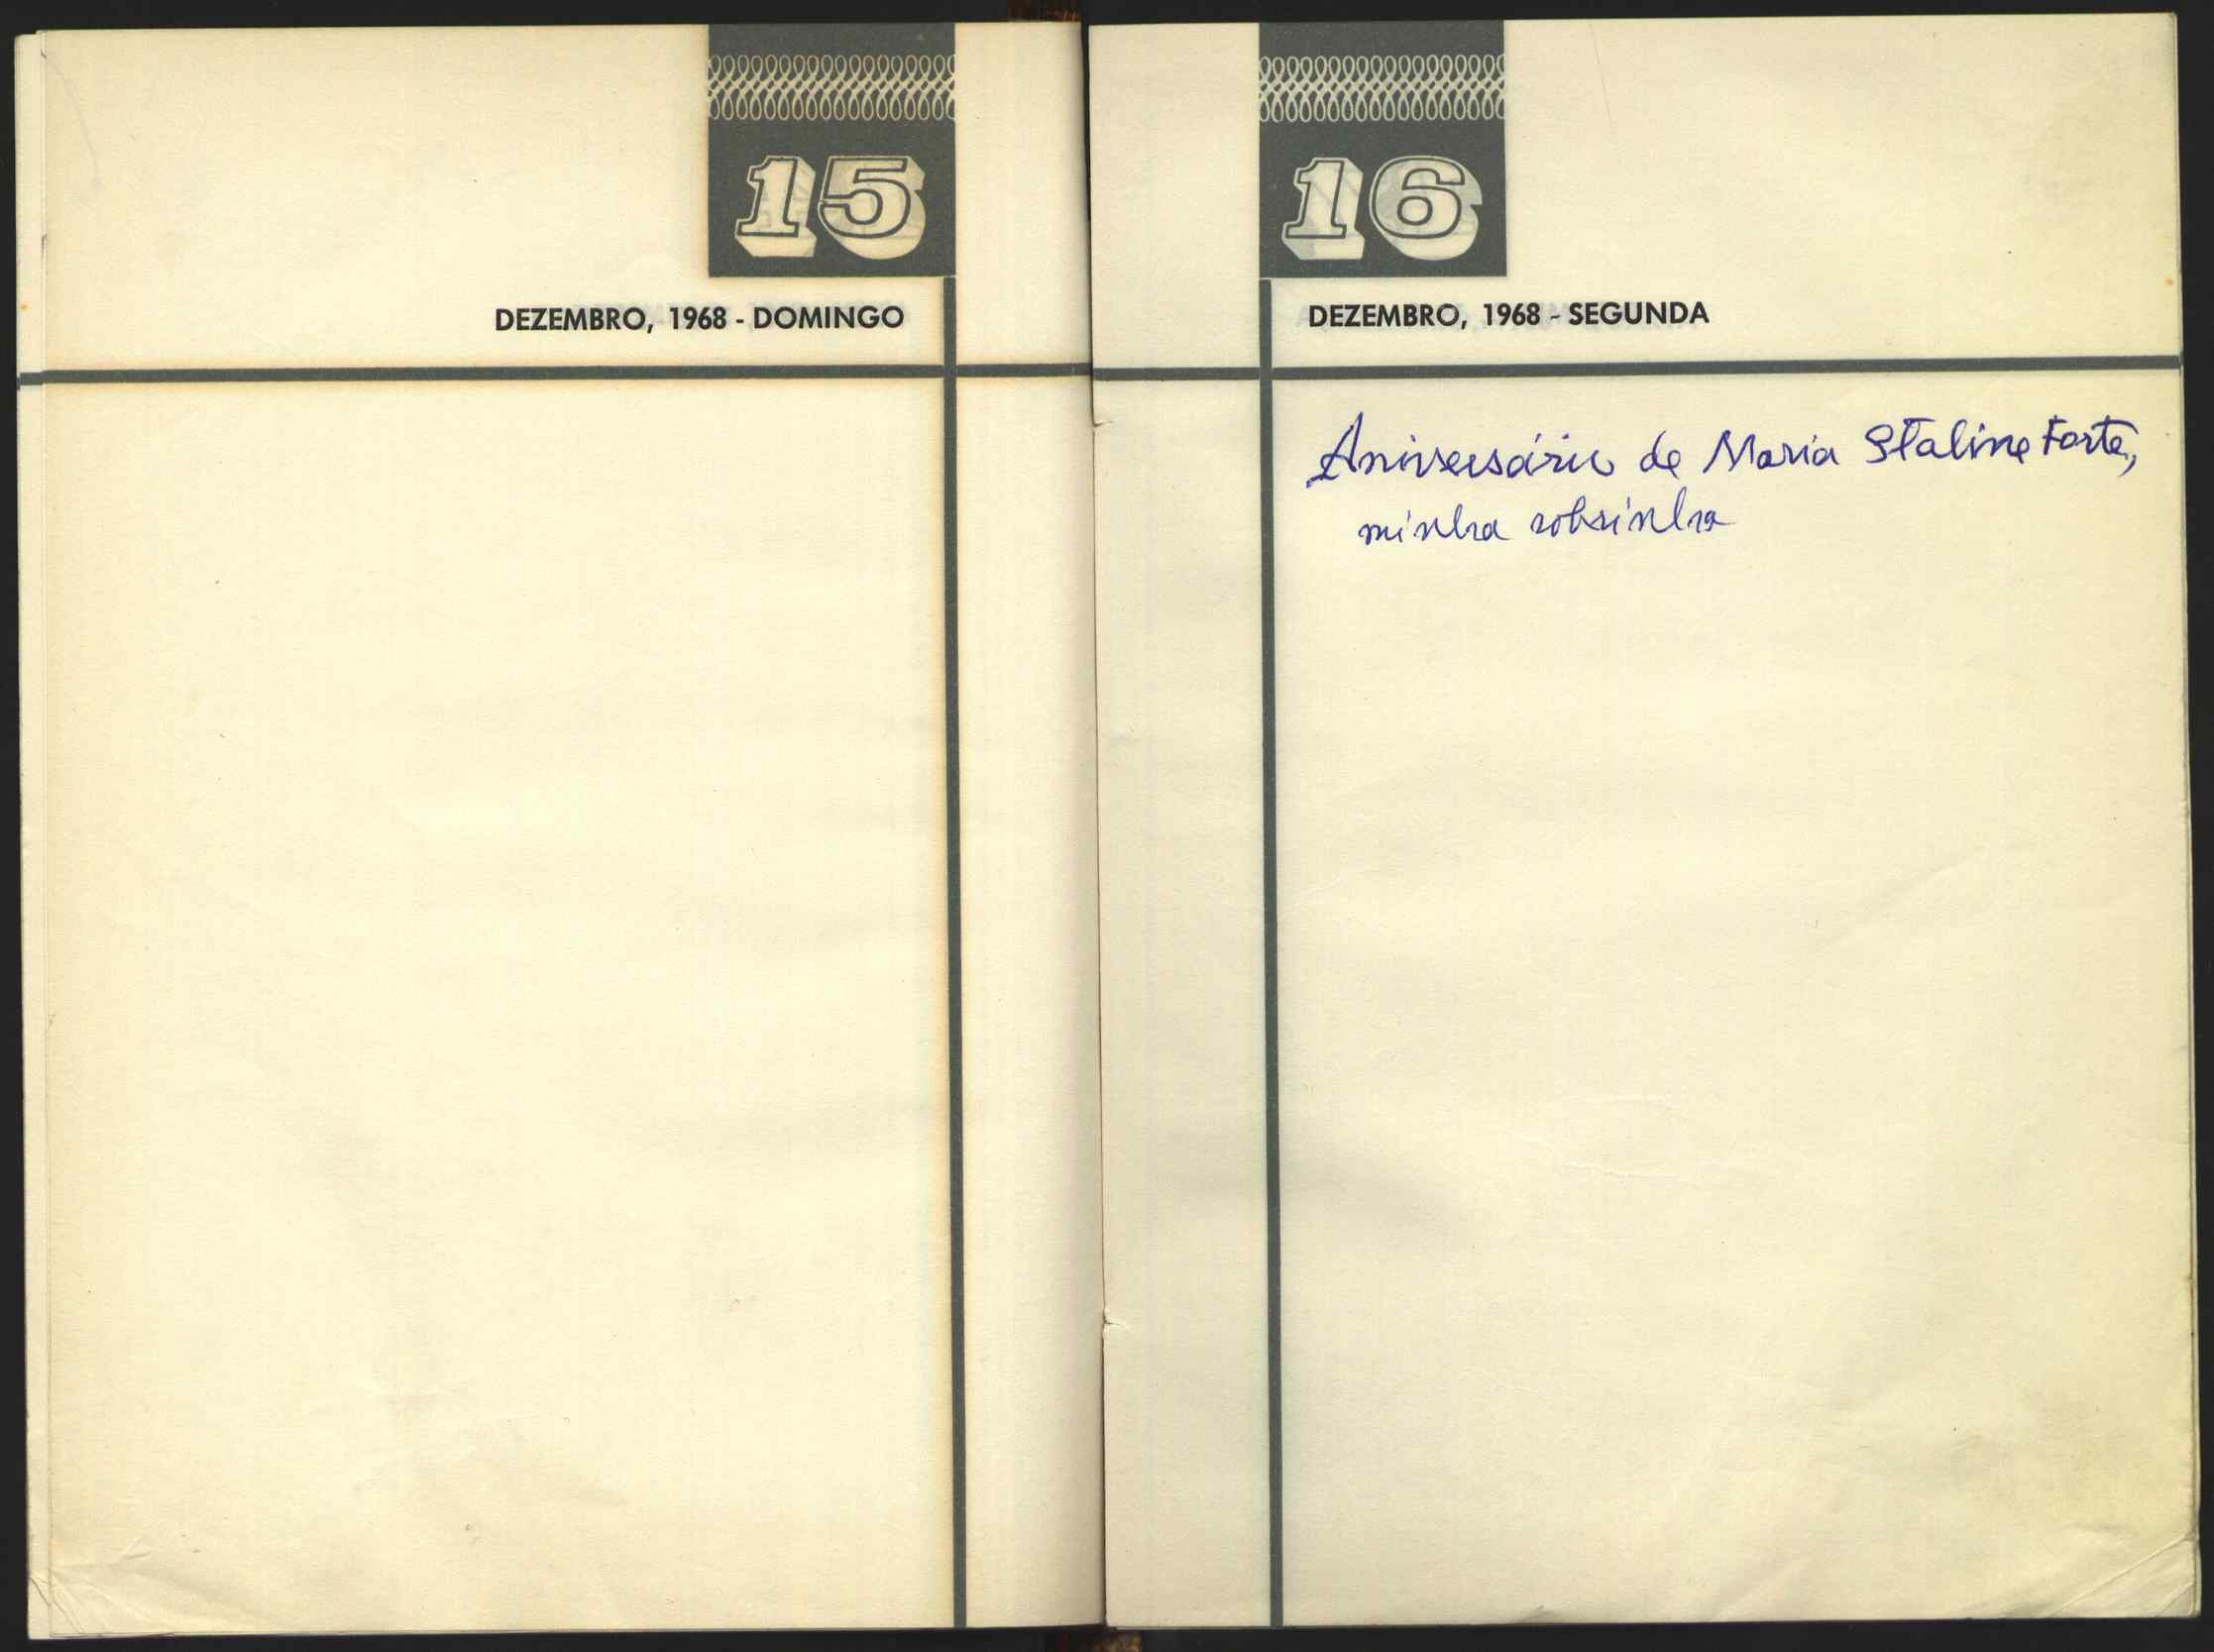 15
DEZEMBRO, 1968 - DOMINGO
16
DEZEMBRO, 1968 - SEGUNDA
Aniversário de Maria Staline Forte,
minha sobrinha